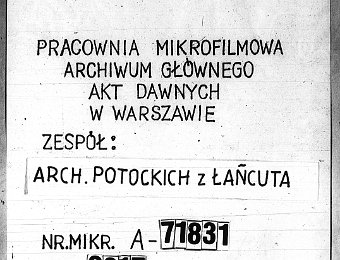 PRACOWNIA MIKROFILMOWA
ARCHIWUM GŁÓWNEGO
AKT DAWNYCH
W WARSZAWIE
ZESPÓŁ:
ARCH. POTOCKICH z ŁAŃCUTA
NR.MIKR. A-71831